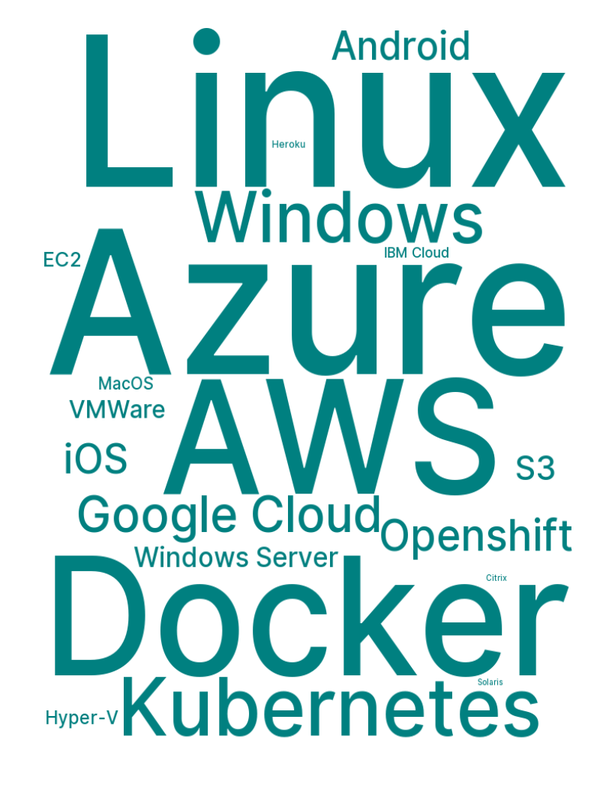 Android
Linux
Heroku
Windows
EC2
IBM Cloud
Azure
MacOS
VMWare
AWS
iOS
S3
Google Cloud
Openshift
Windows Server
Citrix
Docker
Solaris
Kubernetes
Hyper-V